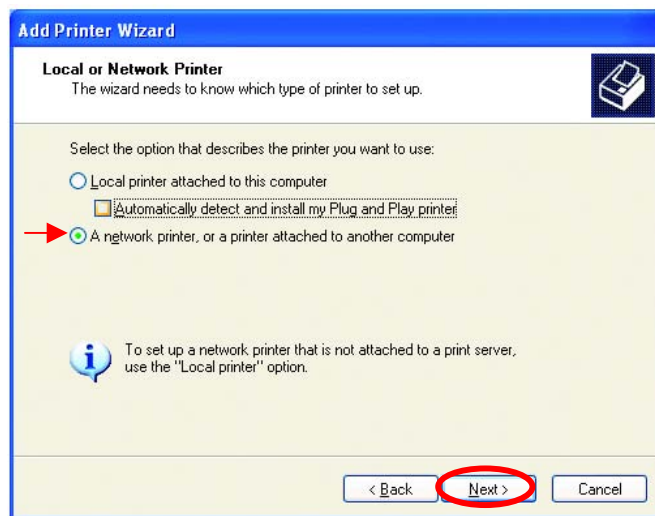 Add Printer Wizard
Local or Network Printer
The wizard needs to know which type of printer to set up.
Select the option that describes the printer you want to use:
Local printer attached to this computer
Automatically detect and install my Plug and Play printer
A network printer, or a printer attached to another computer
To set up a network printer that is not attached to a print server,
use the "Local printer" option.
< Back
Next >
Cancel